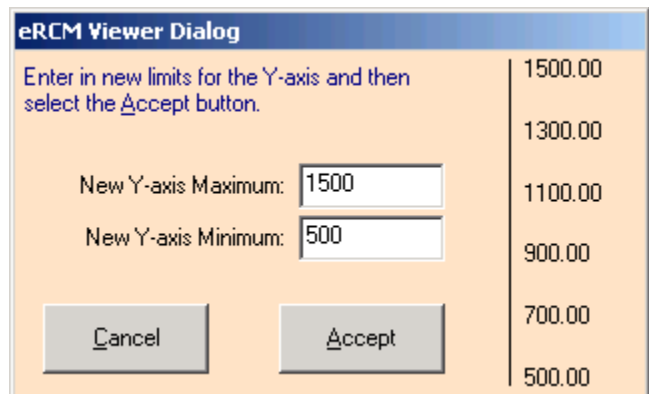 eRCM Viewer Dialog
Enter in new limits for the Y-axis and then
select the Accept button.
New Y-axis Maximum: 1500
New Y-axis Minimum: 500
Cancel
Accept
1500.00
1300.00
1100.00
900.00
700.00
500.00